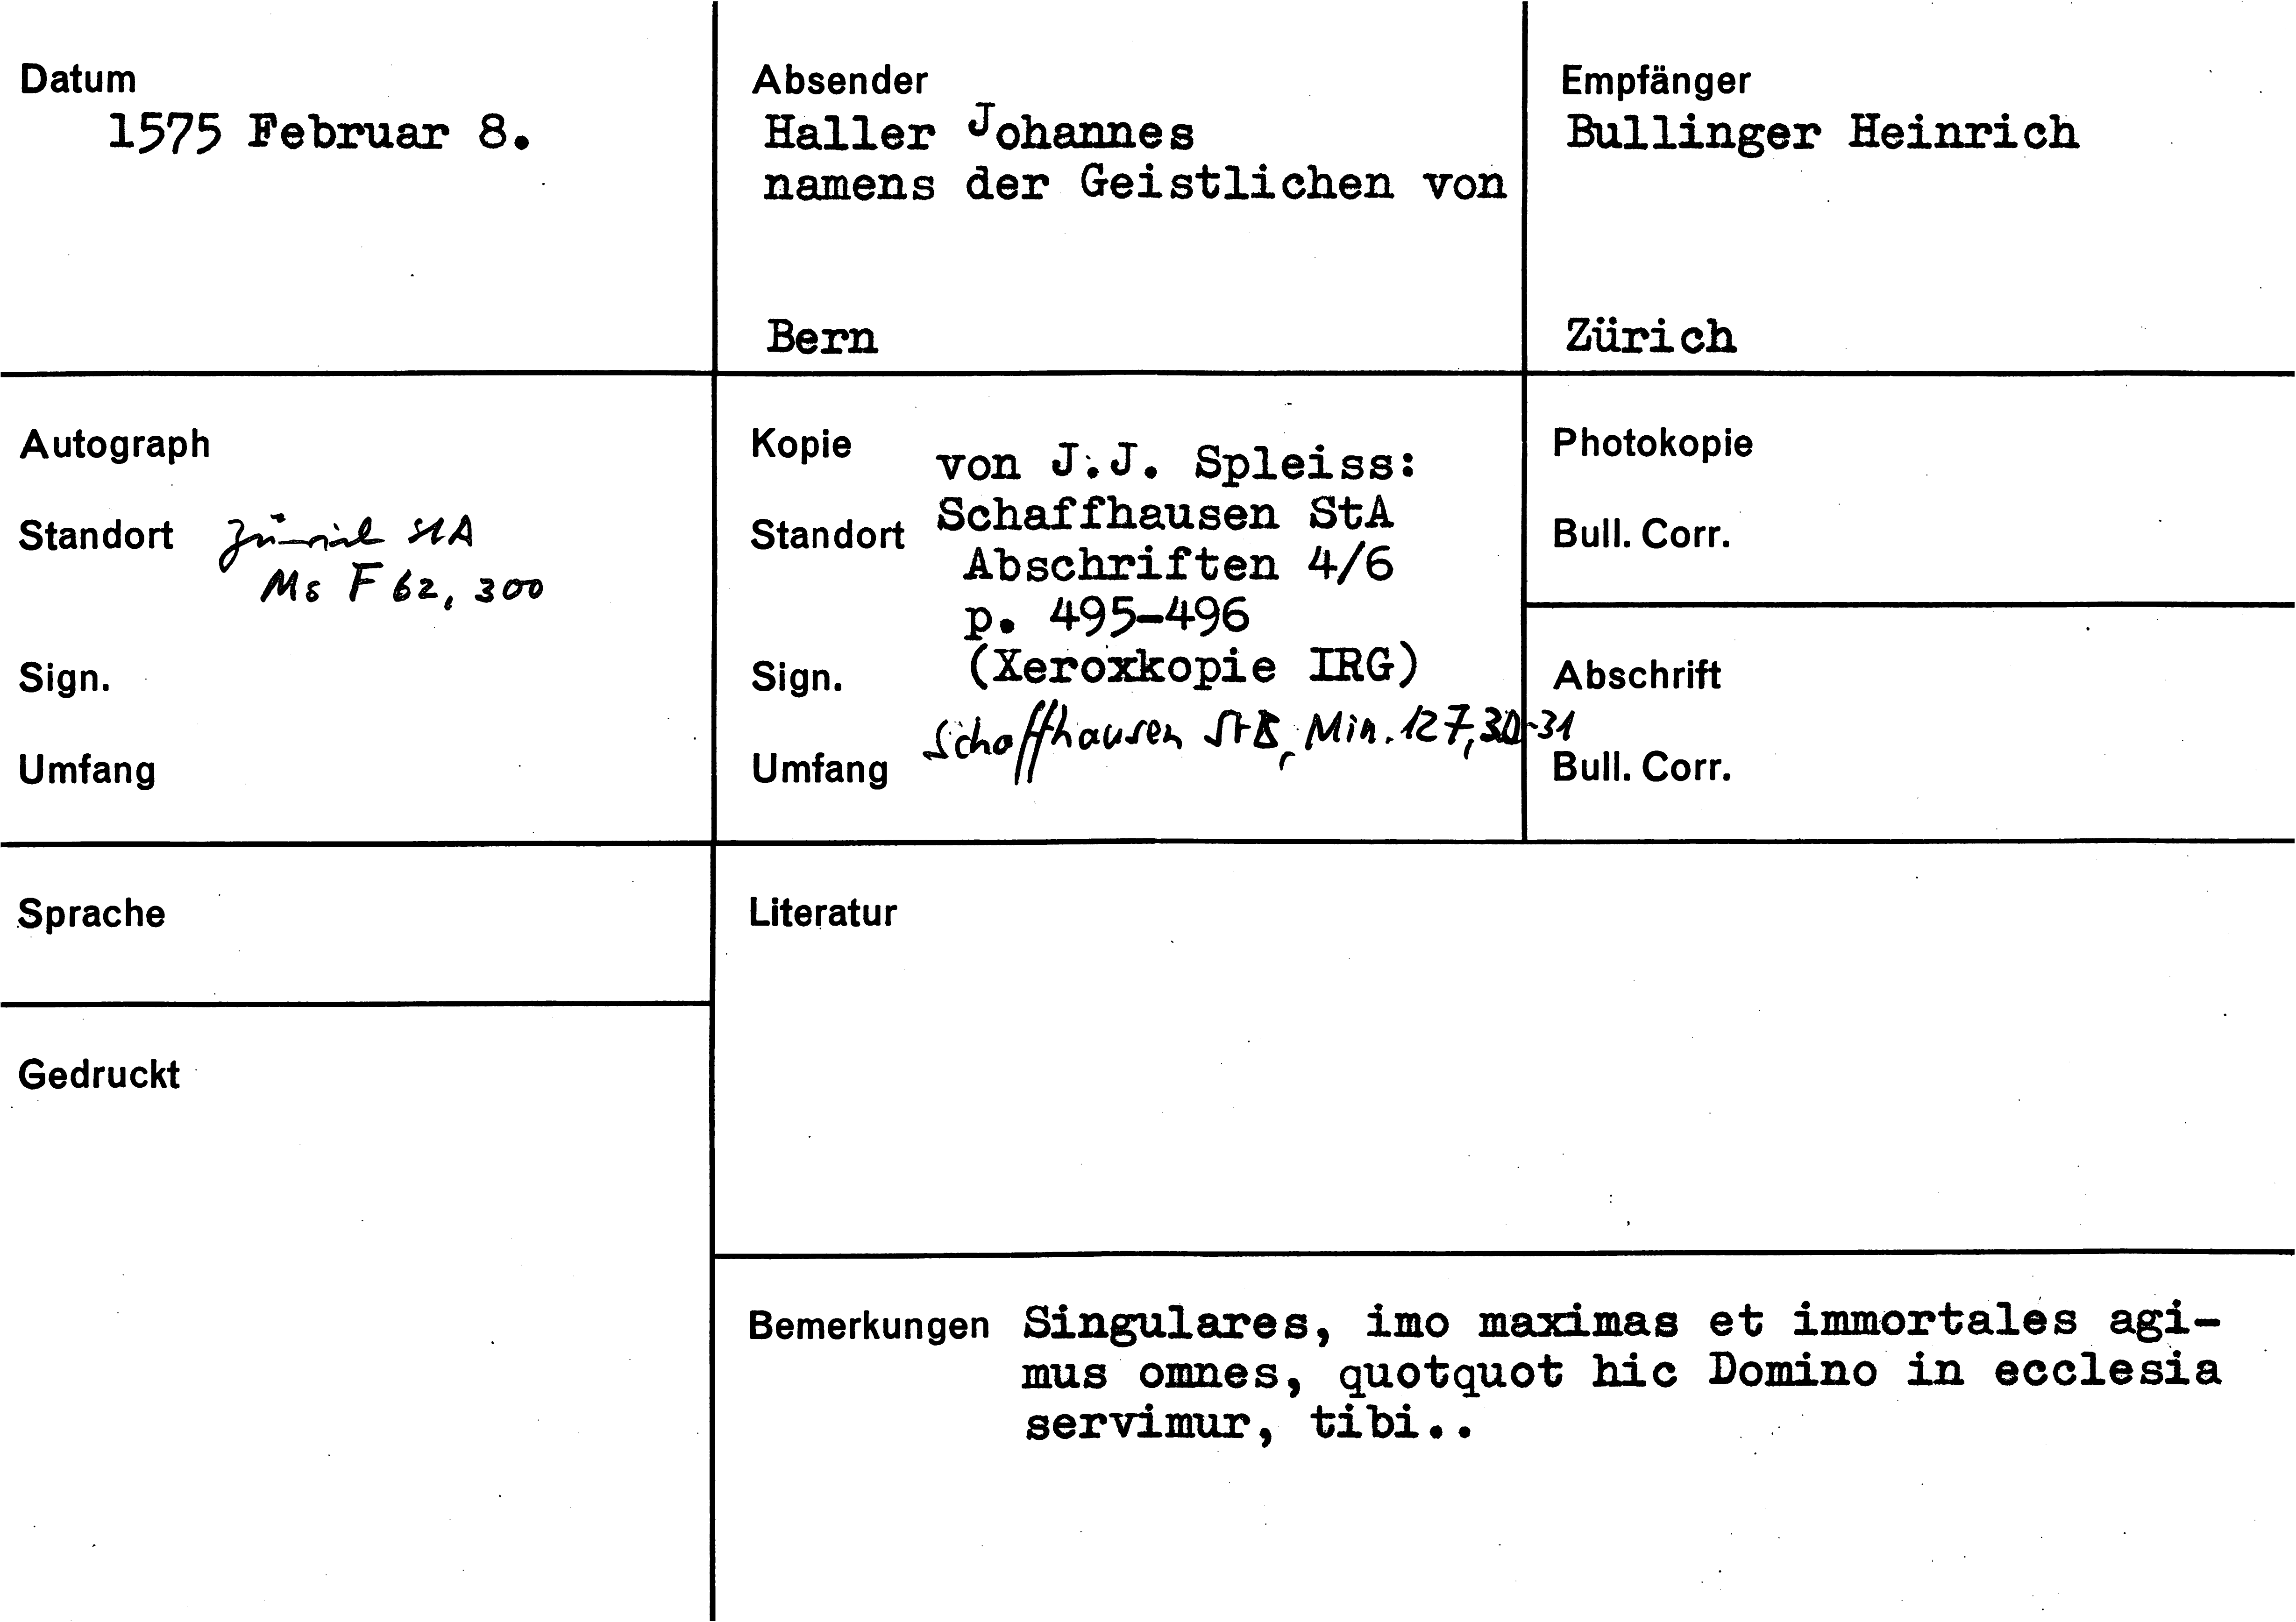 Datum
1575 Februar 8.
Absender
Haller Johannes
namens der Geistlichen von
Bern
Empfänger
Bullinger Heinrich
Zürich
Autograph
Standort Zürich StA
Ms F 62, 300
Sign.
Umfang
Kopie von J.J. Spleiss:
Standort Schaffhausen StA
Abschriften 4/6
p. 495-496
Sign. (Xeroxkopie IRG)
Schaffhausen StB, Min. 127, 30-31
Umfang
Photokopie
Bull. Corr.
Abschrift
Bull. Corr.
Sprache
Literatur
Gedruckt
Bemerkungen Singulares, imo maximas et immortales agi-
mus omnes, quotquot hic Domino in ecclesia
servimur, tibi..